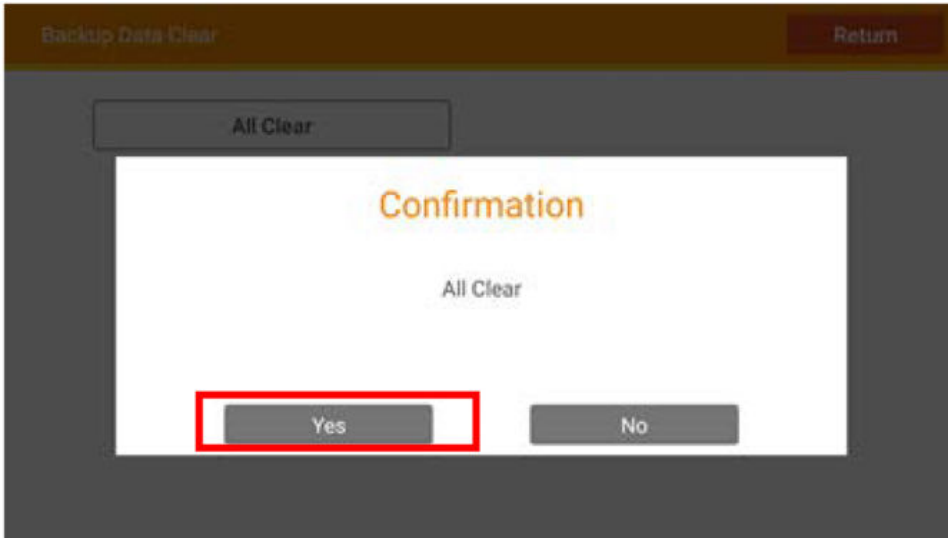 Backup Data Clear
Return
All Clear
Confirmation
All Clear
Yes
No